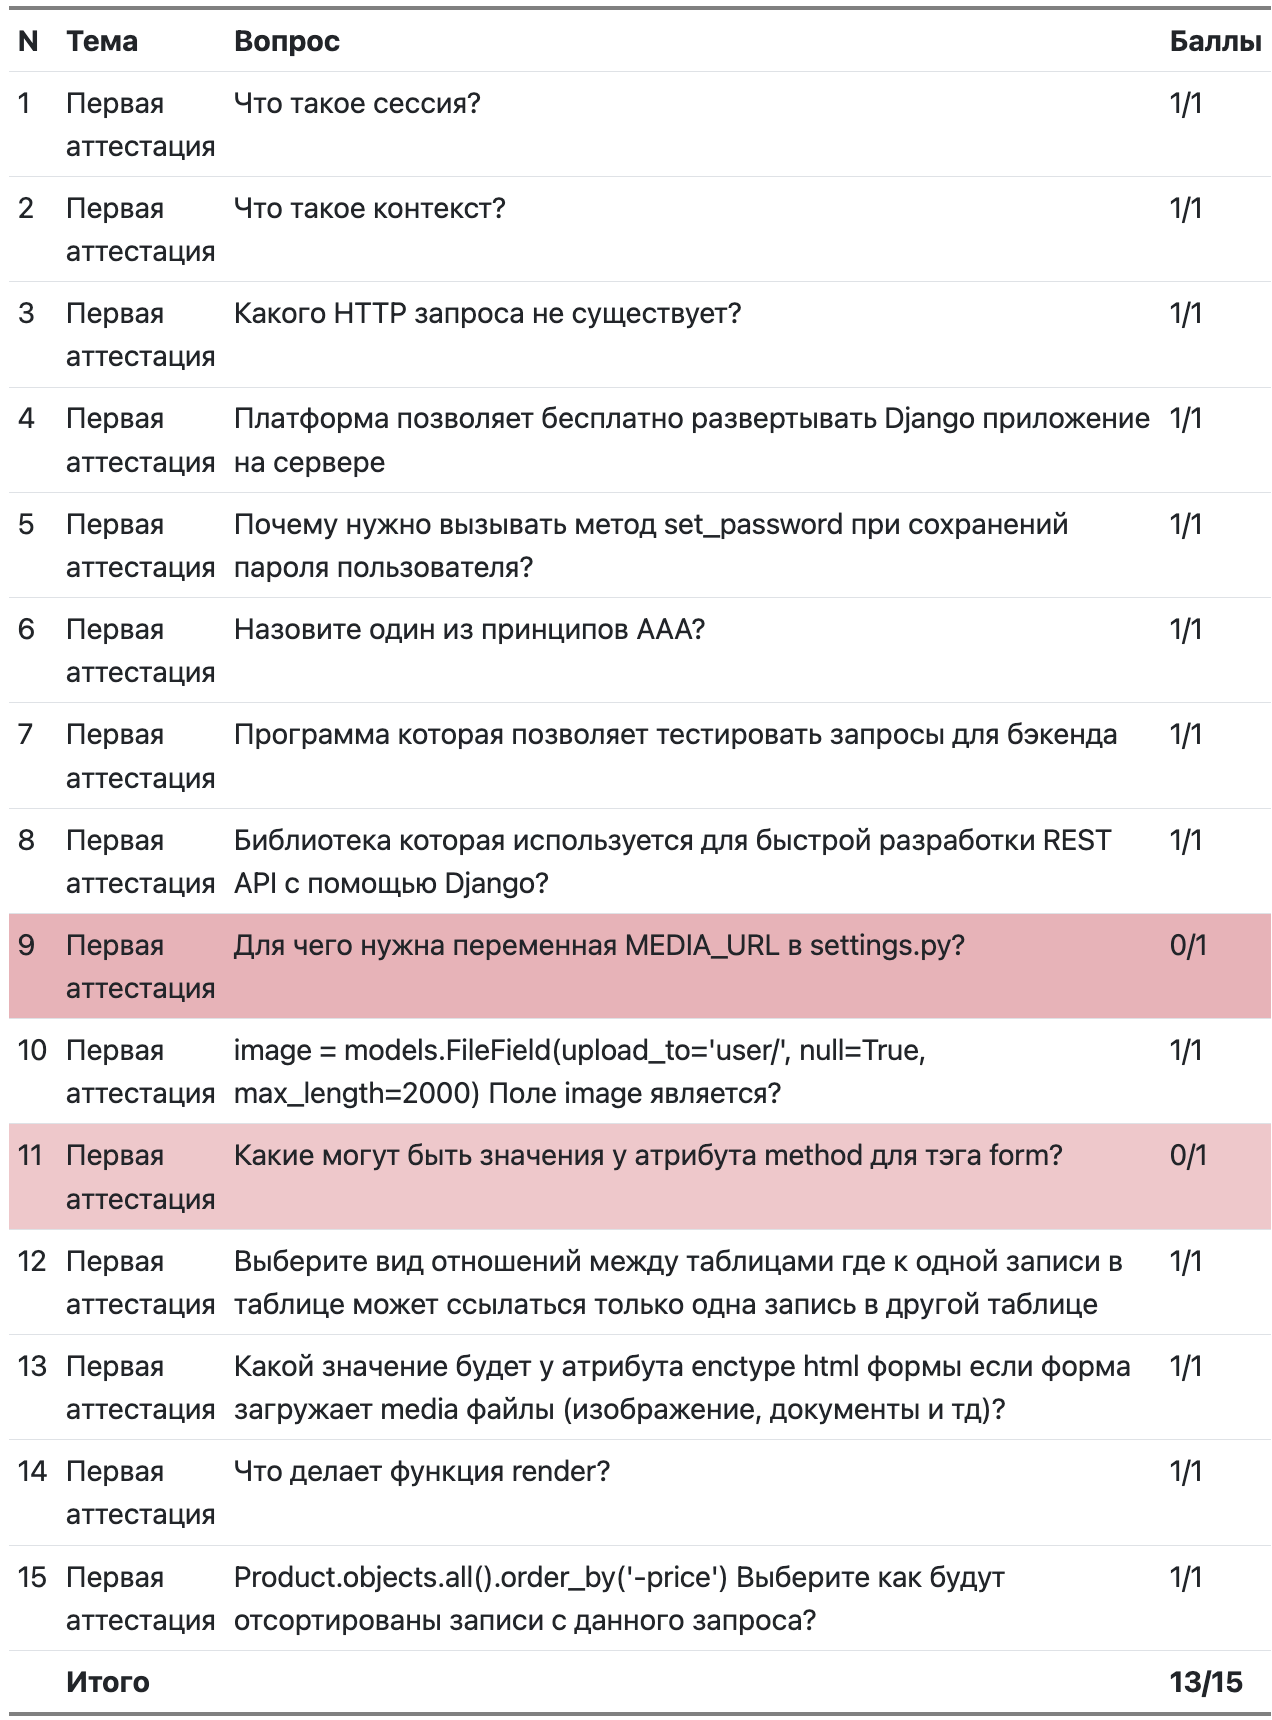 N Тема Вопрос Баллы
1 Первая Что такое сессия? 1/1
аттестация
2 Первая Что такое контекст? 1/1
аттестация
3 Первая Какого HTTP запроса не существует? 1/1
аттестация
4 Первая Платформа позволяет бесплатно развертывать Django приложение 1/1
аттестация на сервере
5 Первая Почему нужно вызывать метод set_password при сохранений 1/1
аттестация пароля пользователя?
6 Первая Назовите один из принципов AAA? 1/1
аттестация
7 Первая Программа которая позволяет тестировать запросы для бэкенда 1/1
аттестация
8 Первая Библиотека которая используется для быстрой разработки REST 1/1
аттестация API с помощью Django?
9 Первая Для чего нужна переменная MEDIA_URL в settings.py? 0/1
аттестация
10 Первая image = models.FileField(upload_to='user/', null=True, 1/1
аттестация max_length=2000) Поле image является?
11 Первая Какие могут быть значения у атрибута method для тэга form? 0/1
аттестация
12 Первая Выберите вид отношений между таблицами где к одной записи в 1/1
аттестация таблице может ссылаться только одна запись в другой таблице
13 Первая Какой значение будет у атрибута enctype html формы если форма 1/1
аттестация загружает media файлы (изображение, документы и тд)?
14 Первая Что делает функция render? 1/1
аттестация
15 Первая Product.objects.all().order_by('-price') Выберите как будут 1/1
аттестация отсортированы записи с данного запроса?
Итого 13/15